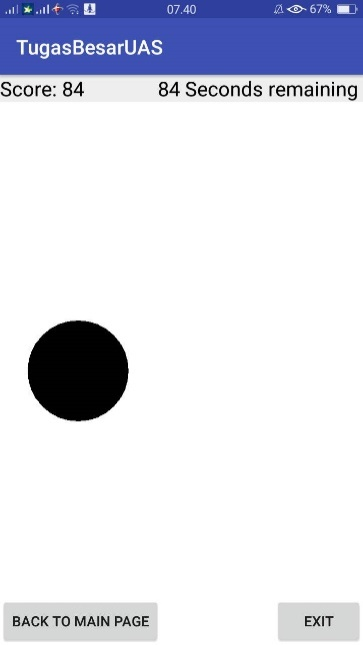 07.40 67%
TugasBesarUAS
Score: 84 84 Seconds remaining
BACK TO MAIN PAGE EXIT